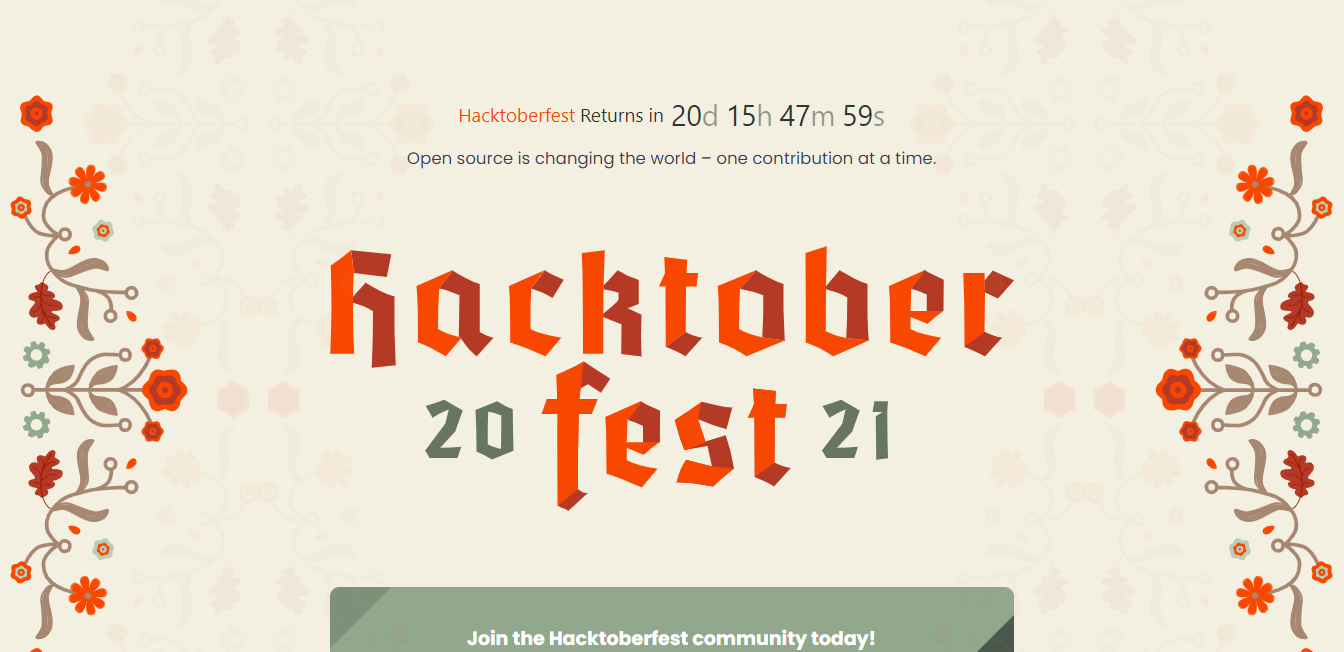 Hacktoberfest Returns in 20d 15h 47m 59s
Open source is changing the world – one contribution at a time.
hacktober
20 fest 21
Join the Hacktoberfest community today!